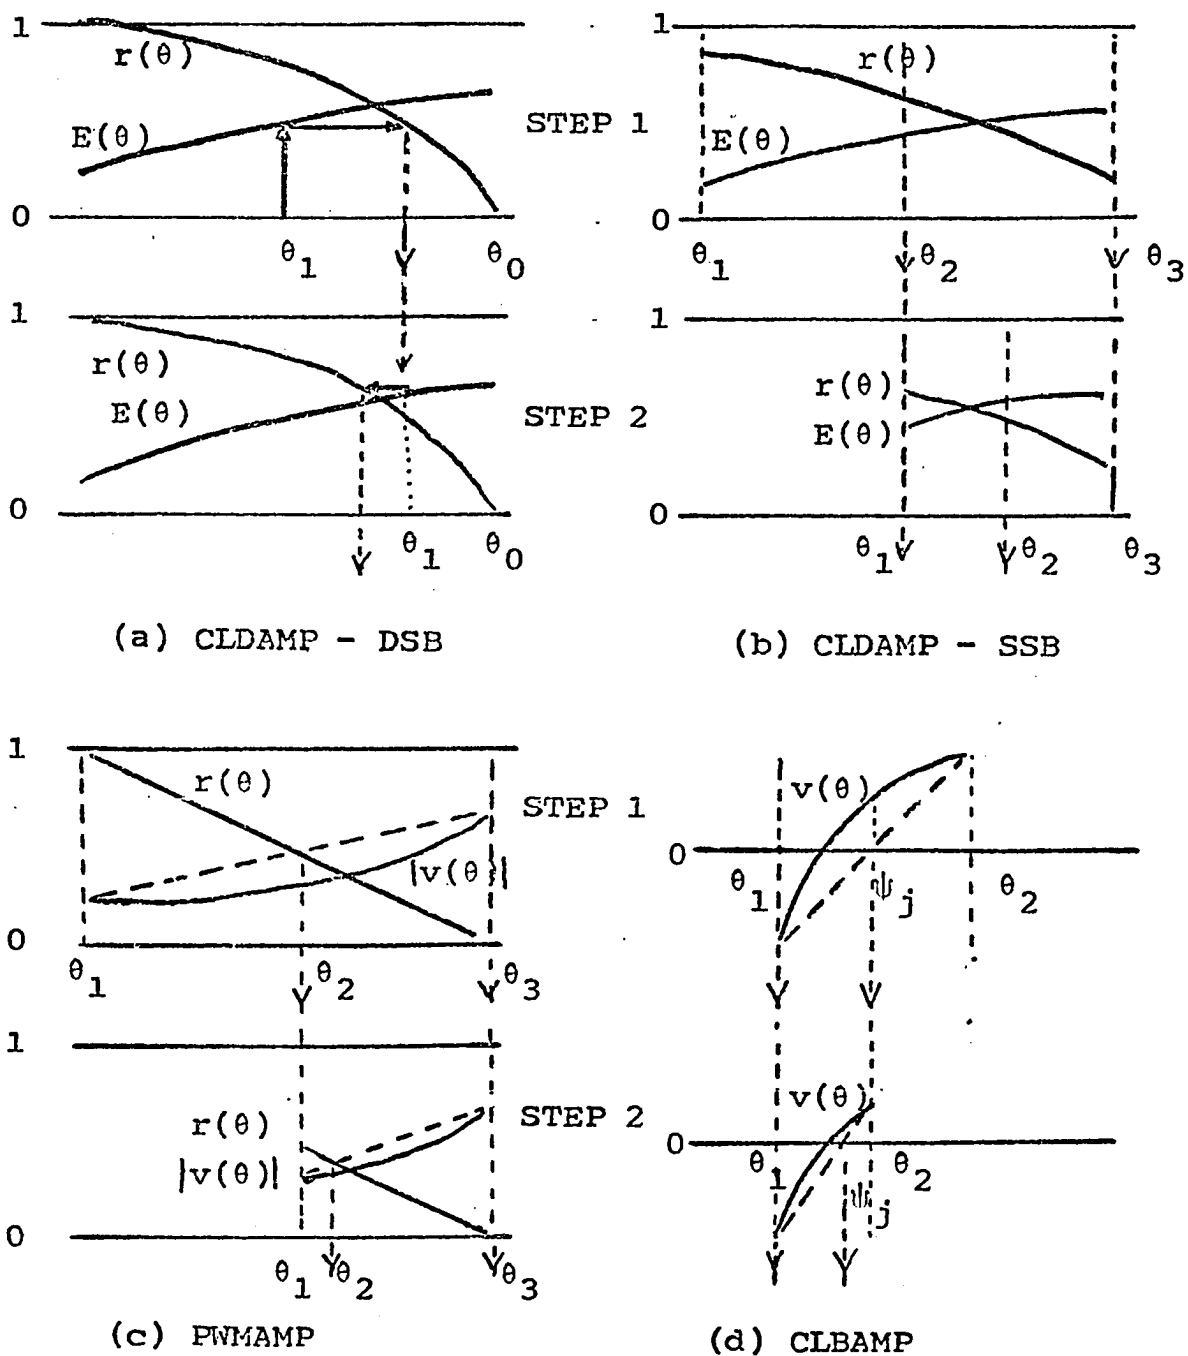 1
r(θ)
E(θ)
STEP 1
0
θ1
θ0
1
r(θ)
E(θ)
STEP 2
0
θ1
θ0
(a) CLDAMP - DSB
1
r(θ)
E(θ)
0
θ1
θ2
θ3
1
r(θ)
E(θ)
0
θ1
θ2
θ3
(b) CLDAMP - SSB
1
r(θ)
STEP 1
|v(θ)|
0
θ1
θ2
θ3
1
r(θ)
STEP 2
|v(θ)|
0
θ1
θ2
θ3
(c) PWMAMP
v(θ)
0
θ1
ψj
θ2
v(θ)
0
θ1
θ2
ψj
(d) CLBAMP